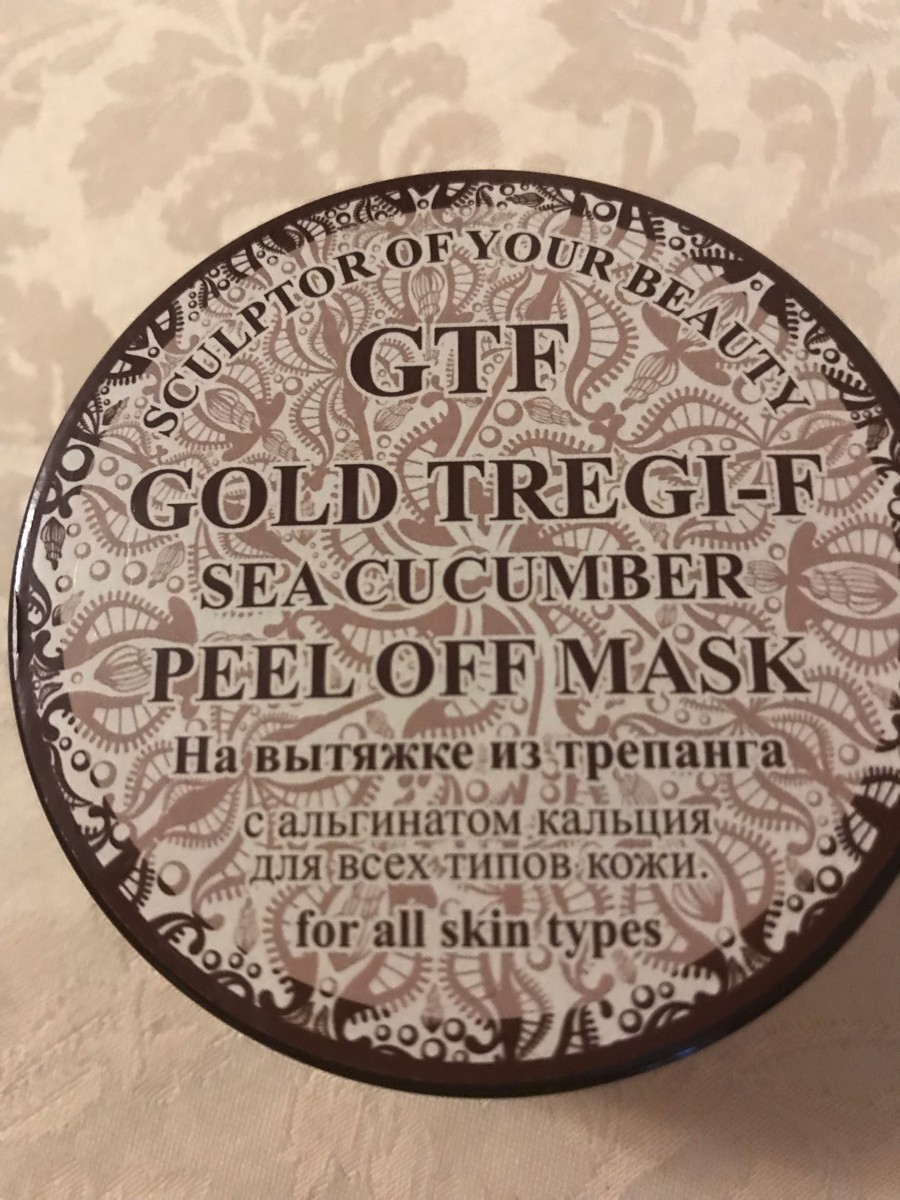 SCULPTOR OF YOUR BEAUTY
GTF
GOLD TREGI-F
SEA CUCUMBER
PEEL OFF MASK
На вытяжке из трепанга
с альгинатом кальция
для всех типов кожи.
for all skin types